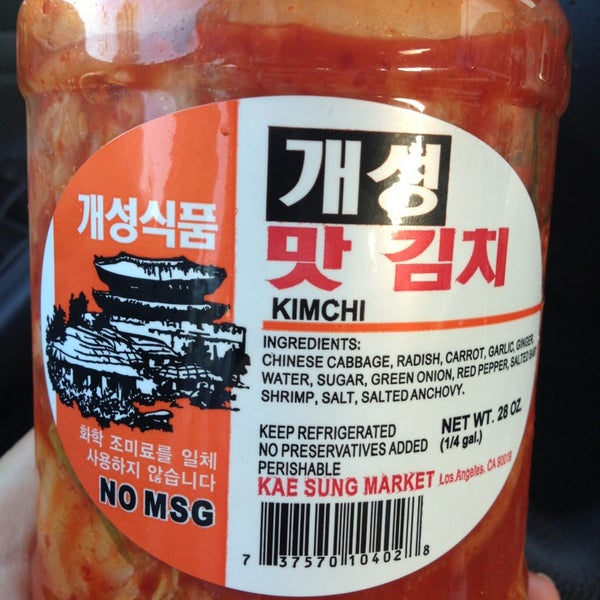 개성식품
화학 조미료를 일체
사용하지 않습니다
NO MSG
개성
맛 김치
KIMCHI
INGREDIENTS:
CHINESE CABBAGE, RADISH, CARROT, GARLIC, GINGER,
WATER, SUGAR, GREEN ONION, RED PEPPER, SALTED BABY
SHRIMP, SALT, SALTED ANCHOVY.
NET WT. 28 OZ.
(1/4 gal.)
KEEP REFRIGERATED
NO PRESERVATIVES ADDED
PERISHABLE
KAE SUNG MARKET Los Angeles, CA 90019
7 37570 10402 8